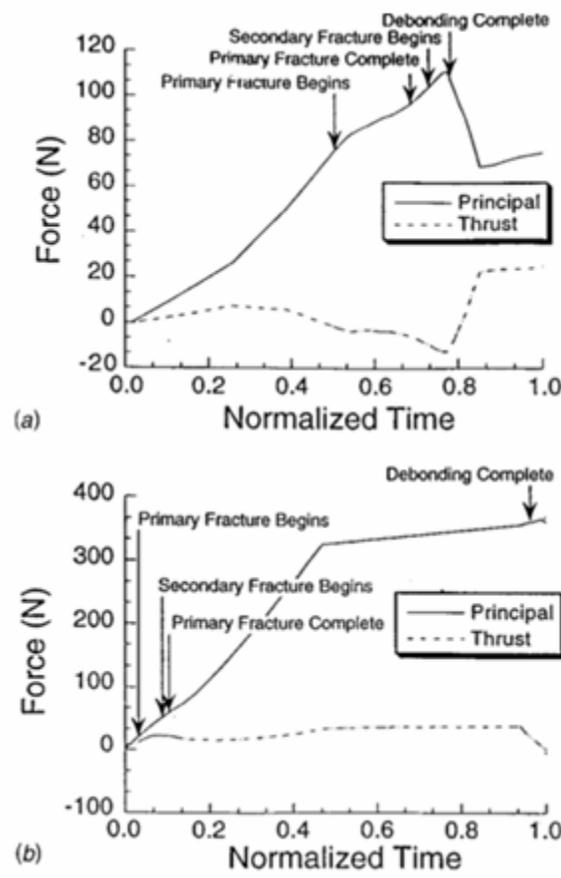 Debonding Complete
Secondary Fracture Begins
Primary Fracture Complete
Primary Fracture Begins
120
100
80
60
40
20
0
-20
Force (N)
Principal
Thrust
0.0 0.2 0.4 0.6 0.8 1.0
(a)
Normalized Time
Debonding Complete
400
Primary Fracture Begins
300
Secondary Fracture Begins
200
Primary Fracture Complete
100
0
-100
Force (N)
Principal
Thrust
0.0 0.2 0.4 0.6 0.8 1.0
(b)
Normalized Time